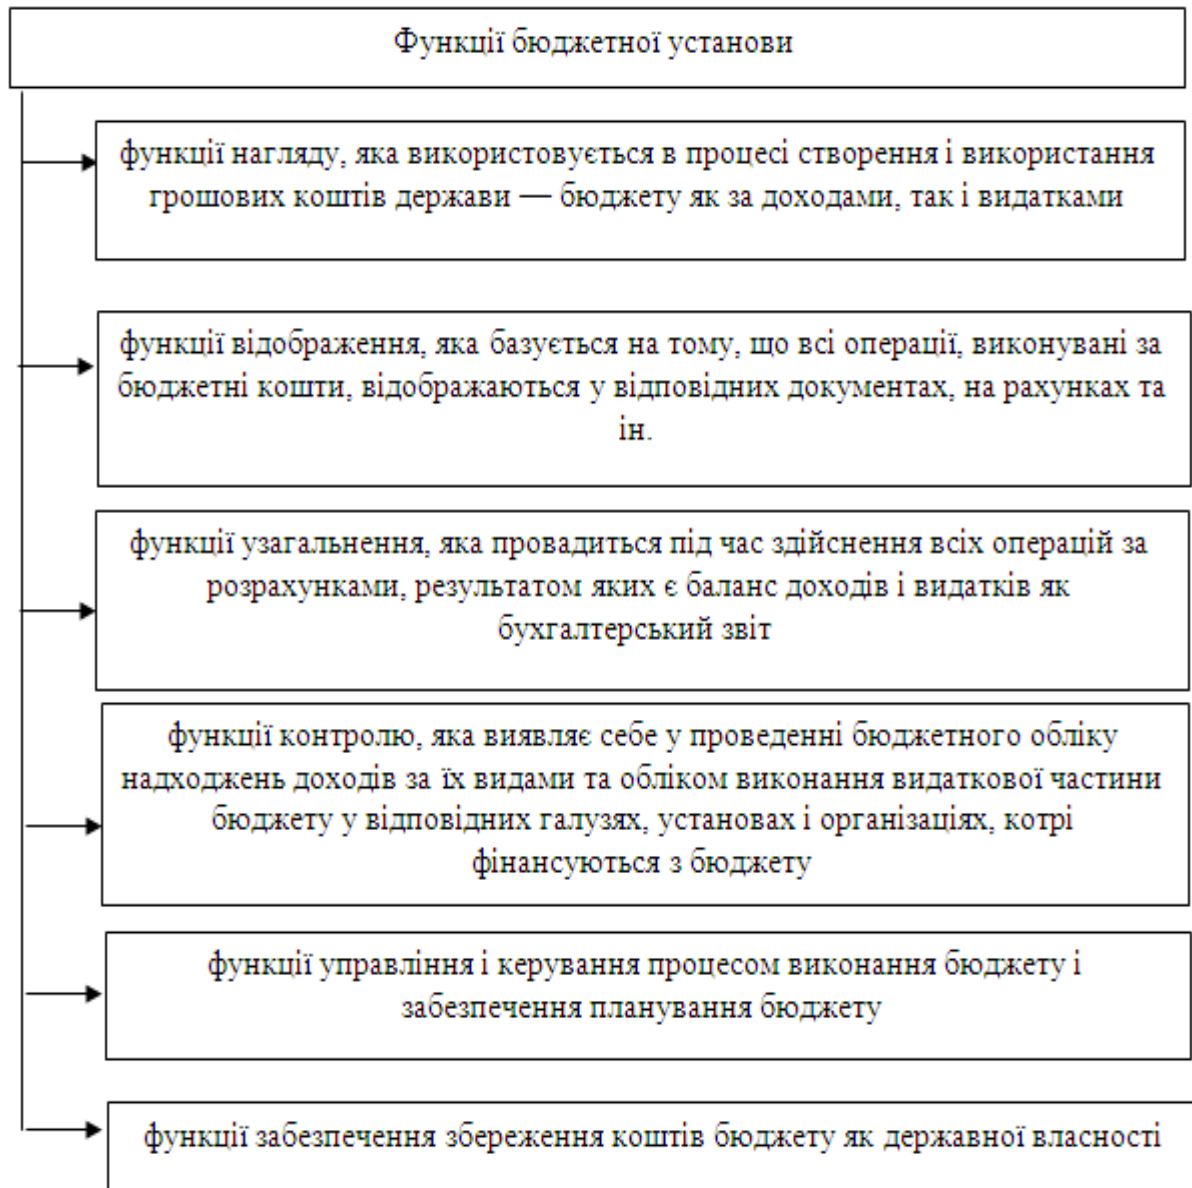 Функції бюджетної установи
функції нагляду, яка використовується в процесі створення і використання
грошових коштів держави — бюджету як за доходами, так і видатками
функції відображення, яка базується на тому, що всі операції, виконувані за
бюджетні кошти, відображаються у відповідних документах, на рахунках та
ін.
функції узагальнення, яка провадиться під час здійснення всіх операцій за
розрахунками, результатом яких є баланс доходів і видатків як
бухгалтерський звіт
функції контролю, яка виявляє себе у проведенні бюджетного обліку
надходжень доходів за їх видами та обліком виконання видаткової частини
бюджету у відповідних галузях, установах і організаціях, котрі
фінансуються з бюджету
функції управління і керування процесом виконання бюджету і
забезпечення планування бюджету
функції забезпечення збереження коштів бюджету як державної власності